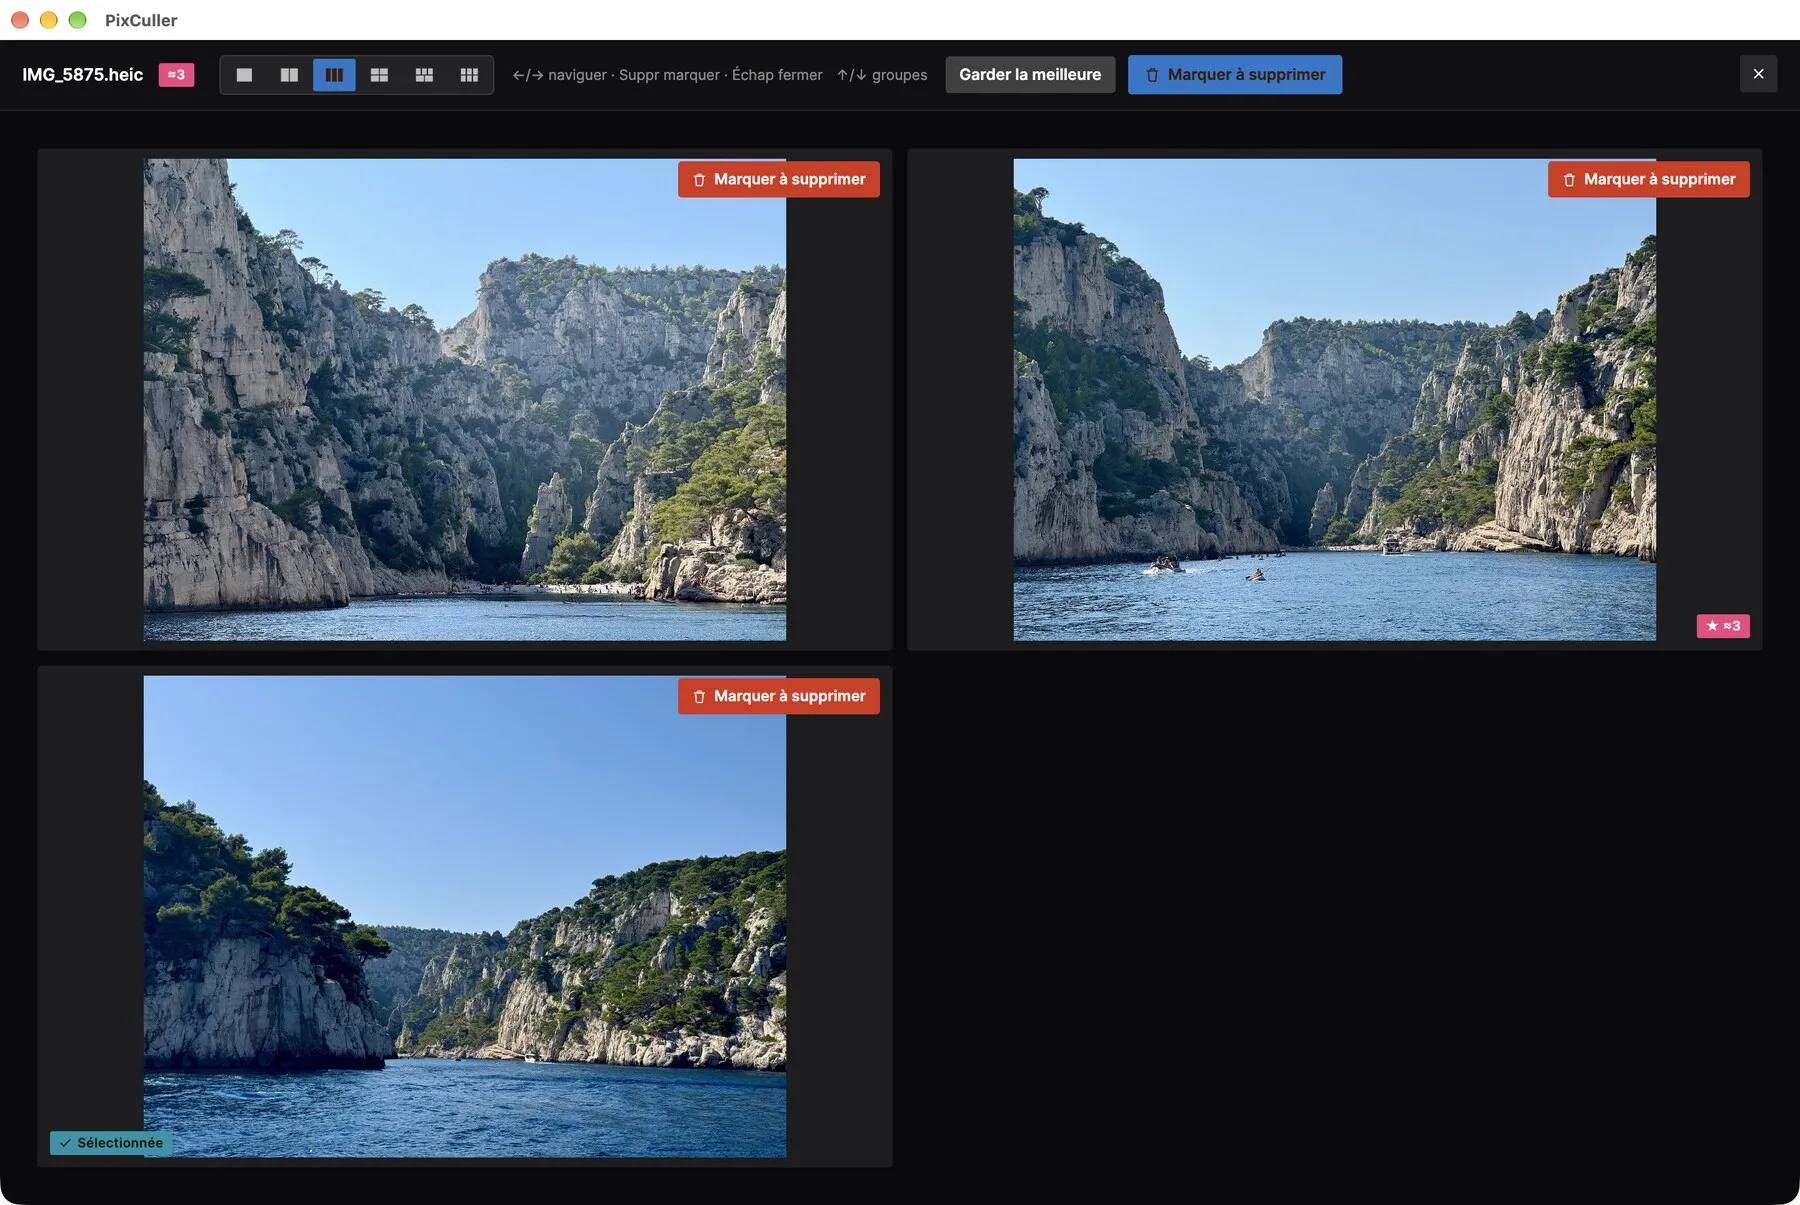 PixCuller
IMG_5875.heic ≈3 ←/→ naviguer · Suppr marquer · Échap fermer ↑/↓ groupes Garder la meilleure Marquer à supprimer
Marquer à supprimer
Marquer à supprimer
★ ≈3
Marquer à supprimer
✓ Sélectionnée